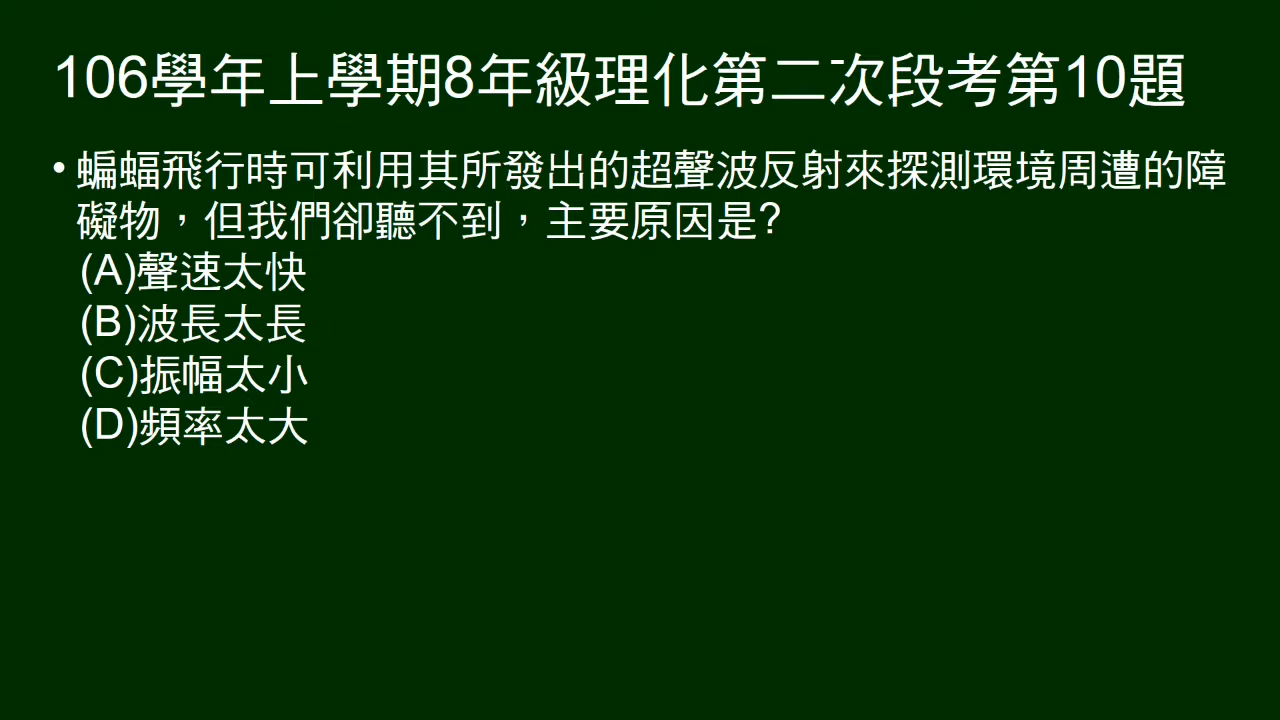 106學年上學期8年級理化第二次段考第10題
•蝙蝠飛行時可利用其所發出的超聲波反射來探測環境周遭的障
礙物，但我們卻聽不到，主要原因是?
(A)聲速太快
(B)波長太長
(C)振幅太小
(D)頻率太大